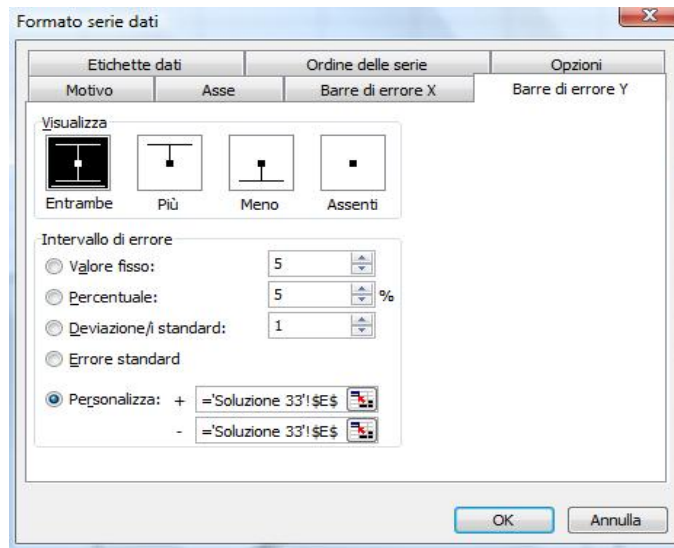 Formato serie dati
X
Etichette dati Ordine delle serie Opzioni
Motivo Asse Barre di errore X Barre di errore Y
Visualizza
Entrambe Più Meno Assenti
Intervallo di errore
Valore fisso: 5
Percentuale: 5 %
Deviazione/i standard: 1
Errore standard
Personalizza: + ='Soluzione 33'!$E$
- ='Soluzione 33'!$E$
OK Annulla